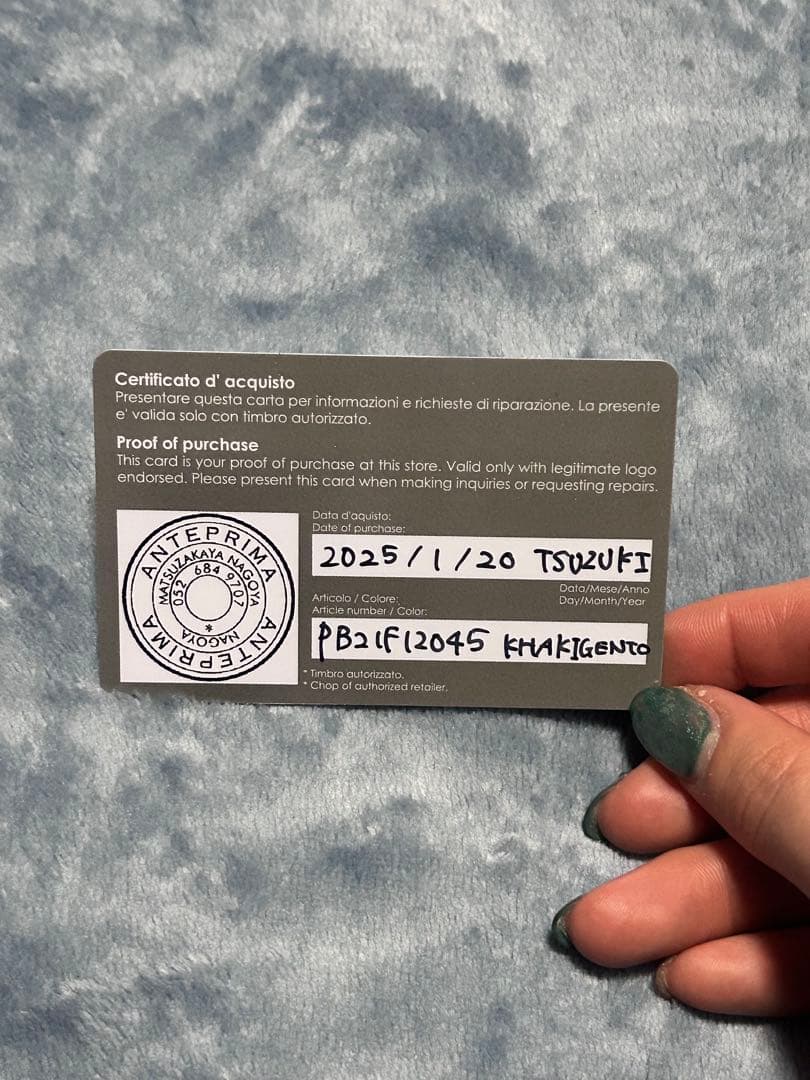 Certificato d' acquisto
Presentare questa carta per informazioni e richieste di riparazione. La presente
e' valida solo con timbro autorizzato.
Proof of purchase
This card is your proof of purchase at this store. Valid only with legitimate logo
endorsed. Please present this card when making inquiries or requesting repairs.
ANTEPRIMA
MATSUZAKAYA NAGOYA
052 684 9707
NAGOYA
ANTEPRIMA
Data d'aquisto:
Date of purchase:
2025/1/20 TSUZUKI
Data/Mese/Anno
Day/Month/Year
Articolo / Colore:
Article number / Color:
PB21F12045 KHAKIGENTO
* Timbro autorizzato.
* Chop of authorized retailer.